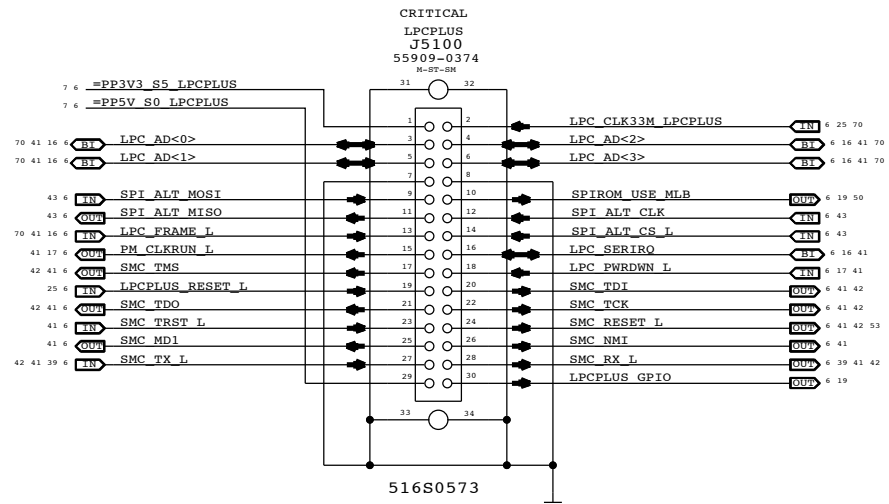 CRITICAL
LPCPLUS
J5100
55909-0374
M-ST-SM
31 32
7 6 =PP3V3_S5_LPCPLUS
7 6 =PP5V_S0_LPCPLUS
1 2 LPC_CLK33M_LPCPLUS IN 6 25 70
70 41 16 6 BI LPC_AD<0> 3 4 LPC_AD<2> BI 6 16 41 70
70 41 16 6 BI LPC_AD<1> 5 6 LPC_AD<3> BI 6 16 41 70
7 8
43 6 IN SPI_ALT_MOSI 9 10 SPIROM_USE_MLB OUT 6 19 50
43 6 OUT SPI_ALT_MISO 11 12 SPI_ALT_CLK IN 6 43
70 41 16 6 IN LPC_FRAME_L 13 14 SPI_ALT_CS_L IN 6 43
41 17 6 OUT PM_CLKRUN_L 15 16 LPC_SERIRQ BI 6 16 41
42 41 6 OUT SMC_TMS 17 18 LPC_PWRDWN_L IN 6 17 41
25 6 IN LPCPLUS_RESET_L 19 20 SMC_TDI OUT 6 41 42
42 41 6 OUT SMC_TDO 21 22 SMC_TCK OUT 6 41 42
41 6 IN SMC_TRST_L 23 24 SMC_RESET_L OUT 6 41 42 53
41 6 OUT SMC_MD1 25 26 SMC_NMI OUT 6 41
42 41 39 6 IN SMC_TX_L 27 28 SMC_RX_L OUT 6 39 41 42
29 30 LPCPLUS_GPIO OUT 6 19
33 34
516S0573